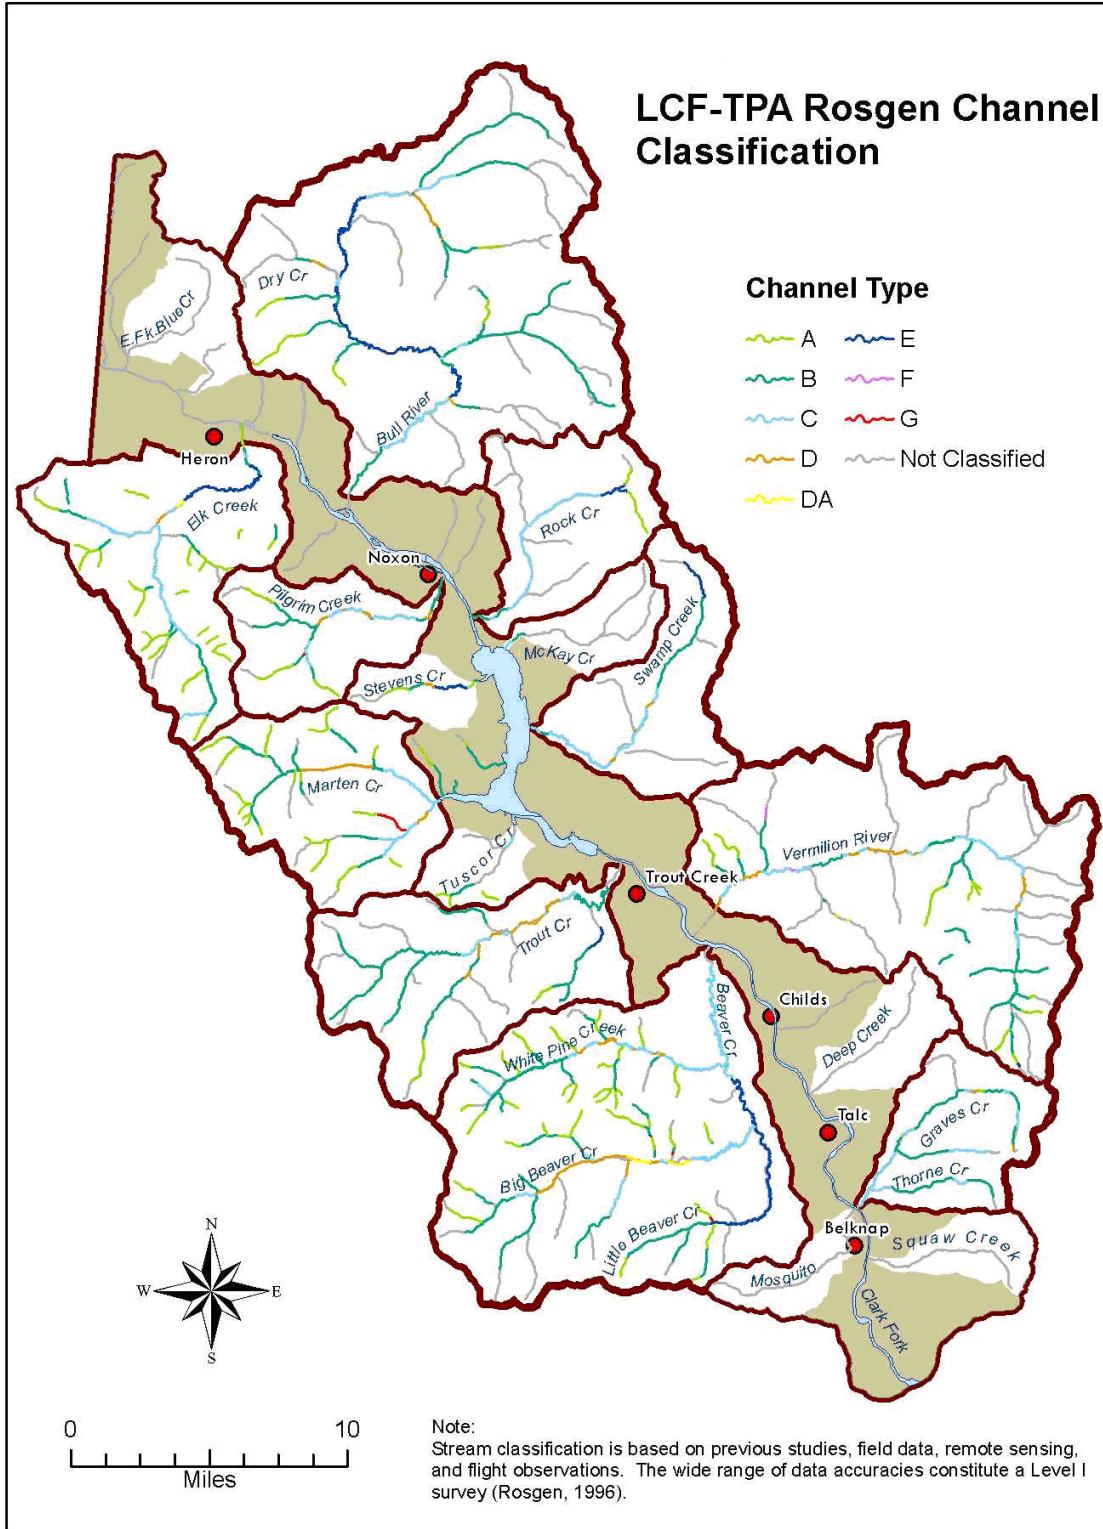 LCF-TPA Rosgen Channel
Classification
Channel Type
A
E
B
F
C
G
D
Not Classified
DA
Dry Cr
E.Fk.BlueCr
Bull River
Heron
Elk Creek
Rock Cr
Noxon
Pilgrim Creek
Swamp Creek
McKay Cr
Stevens Cr
Marten Cr
Vermilion River
Tuscor Cr
Trout Creek
Trout Cr
Beaver Cr
Childs
White Pine Creek
Deep Creek
Talc
Graves Cr
Big Beaver Cr
Thorne Cr
Little Beaver Cr
Belknap
Squaw Creek
Mosquito
Clark Fork
N
W
E
S
0
10
Miles
Note:
Stream classification is based on previous studies, field data, remote sensing,
and flight observations. The wide range of data accuracies constitute a Level I
survey (Rosgen, 1996).